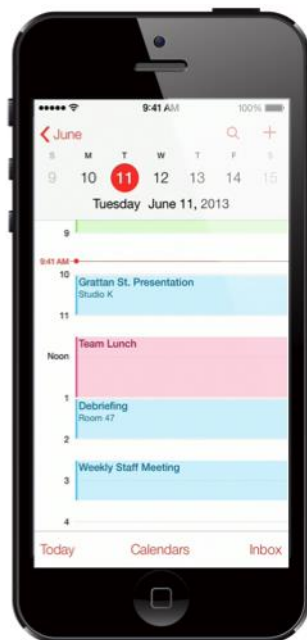 9:41 AM 100%
June
S M T W T F S
9 10 11 12 13 14 15
Tuesday June 11, 2013
9
9:41 AM
10
Grattan St. Presentation
Studio K
11
Team Lunch
Noon
1
Debriefing
Room 47
2
Weekly Staff Meeting
3
4
Today Calendars Inbox